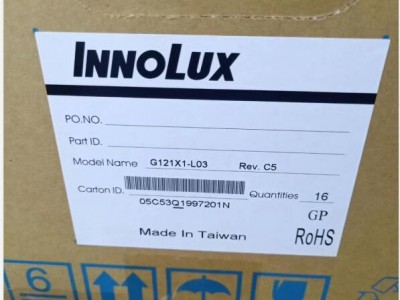 INNOLUX
PO.NO.
Part ID.
Model Name G121X1-L03 Rev. C5
Carton ID. Quantities 16
05C53Q1997201N
GP
Made In Taiwan RoHS
6